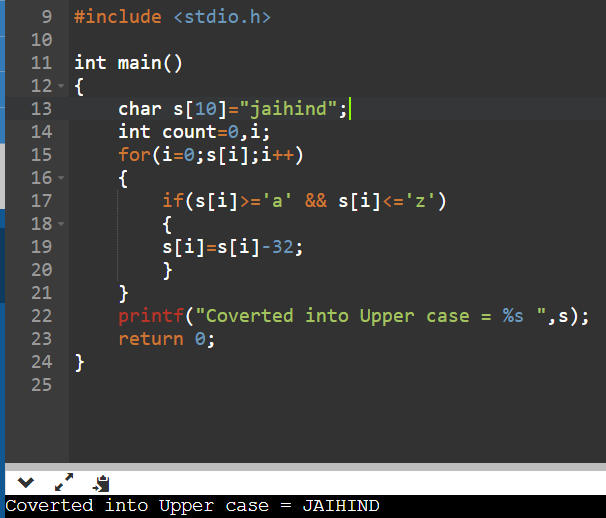 9 #include <stdio.h>
10
11 int main()
12 {
13 char s[10]="jaihind";
14 int count=0,i;
15 for(i=0;s[i];i++)
16 {
17 if(s[i]>='a' && s[i]<='z')
18 {
19 s[i]=s[i]-32;
20 }
21 }
22 printf("Coverted into Upper case = %s ",s);
23 return 0;
24 }
25
Coverted into Upper case = JAIHIND